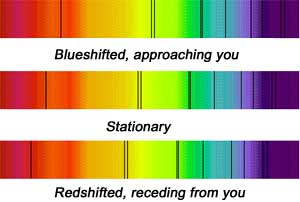 Blueshifted, approaching you
Stationary
Redshifted, receding from you